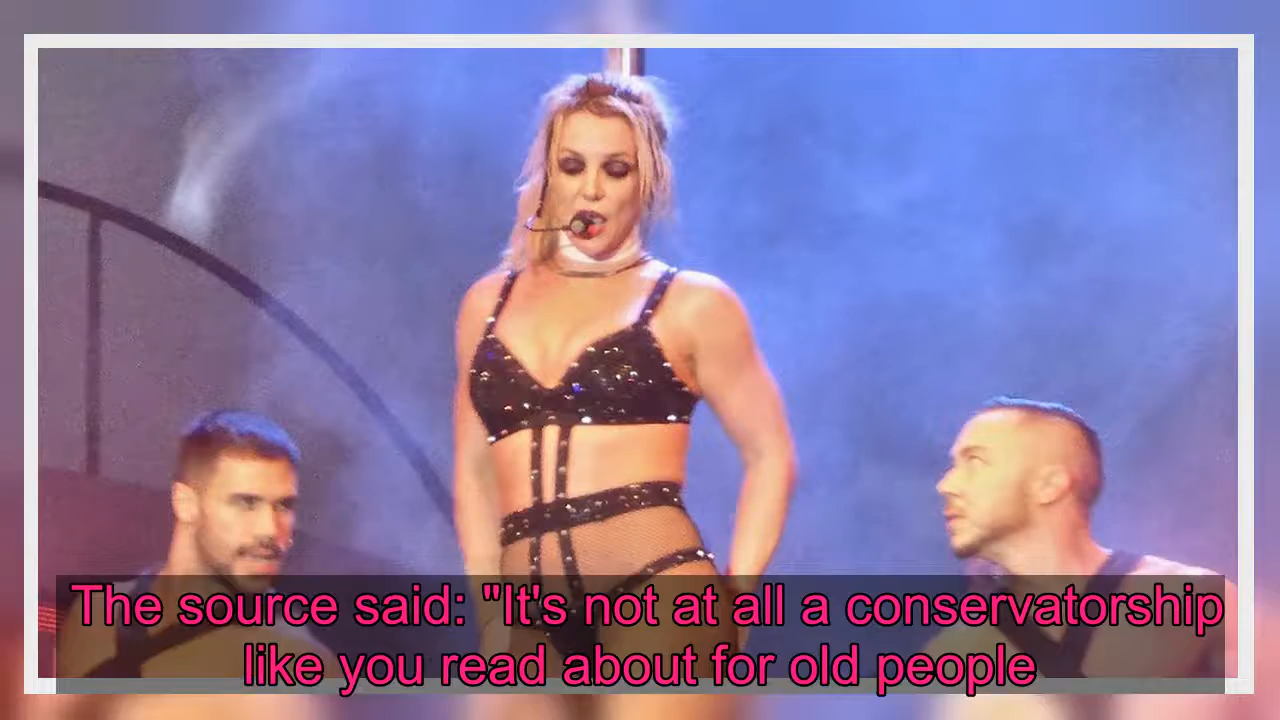 The source said: "It's not at all a conservatorship
like you read about for old people